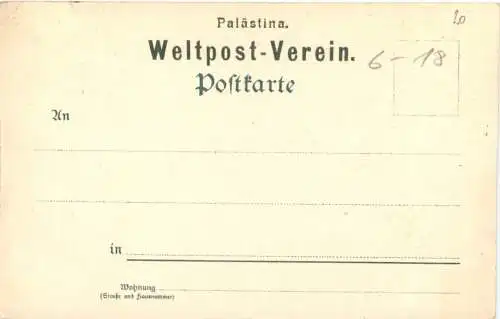 Palästina.
20
Weltpost-Verein.
6-18
Postkarte
An
in
Wohnung
(Straße und Hausnummer)